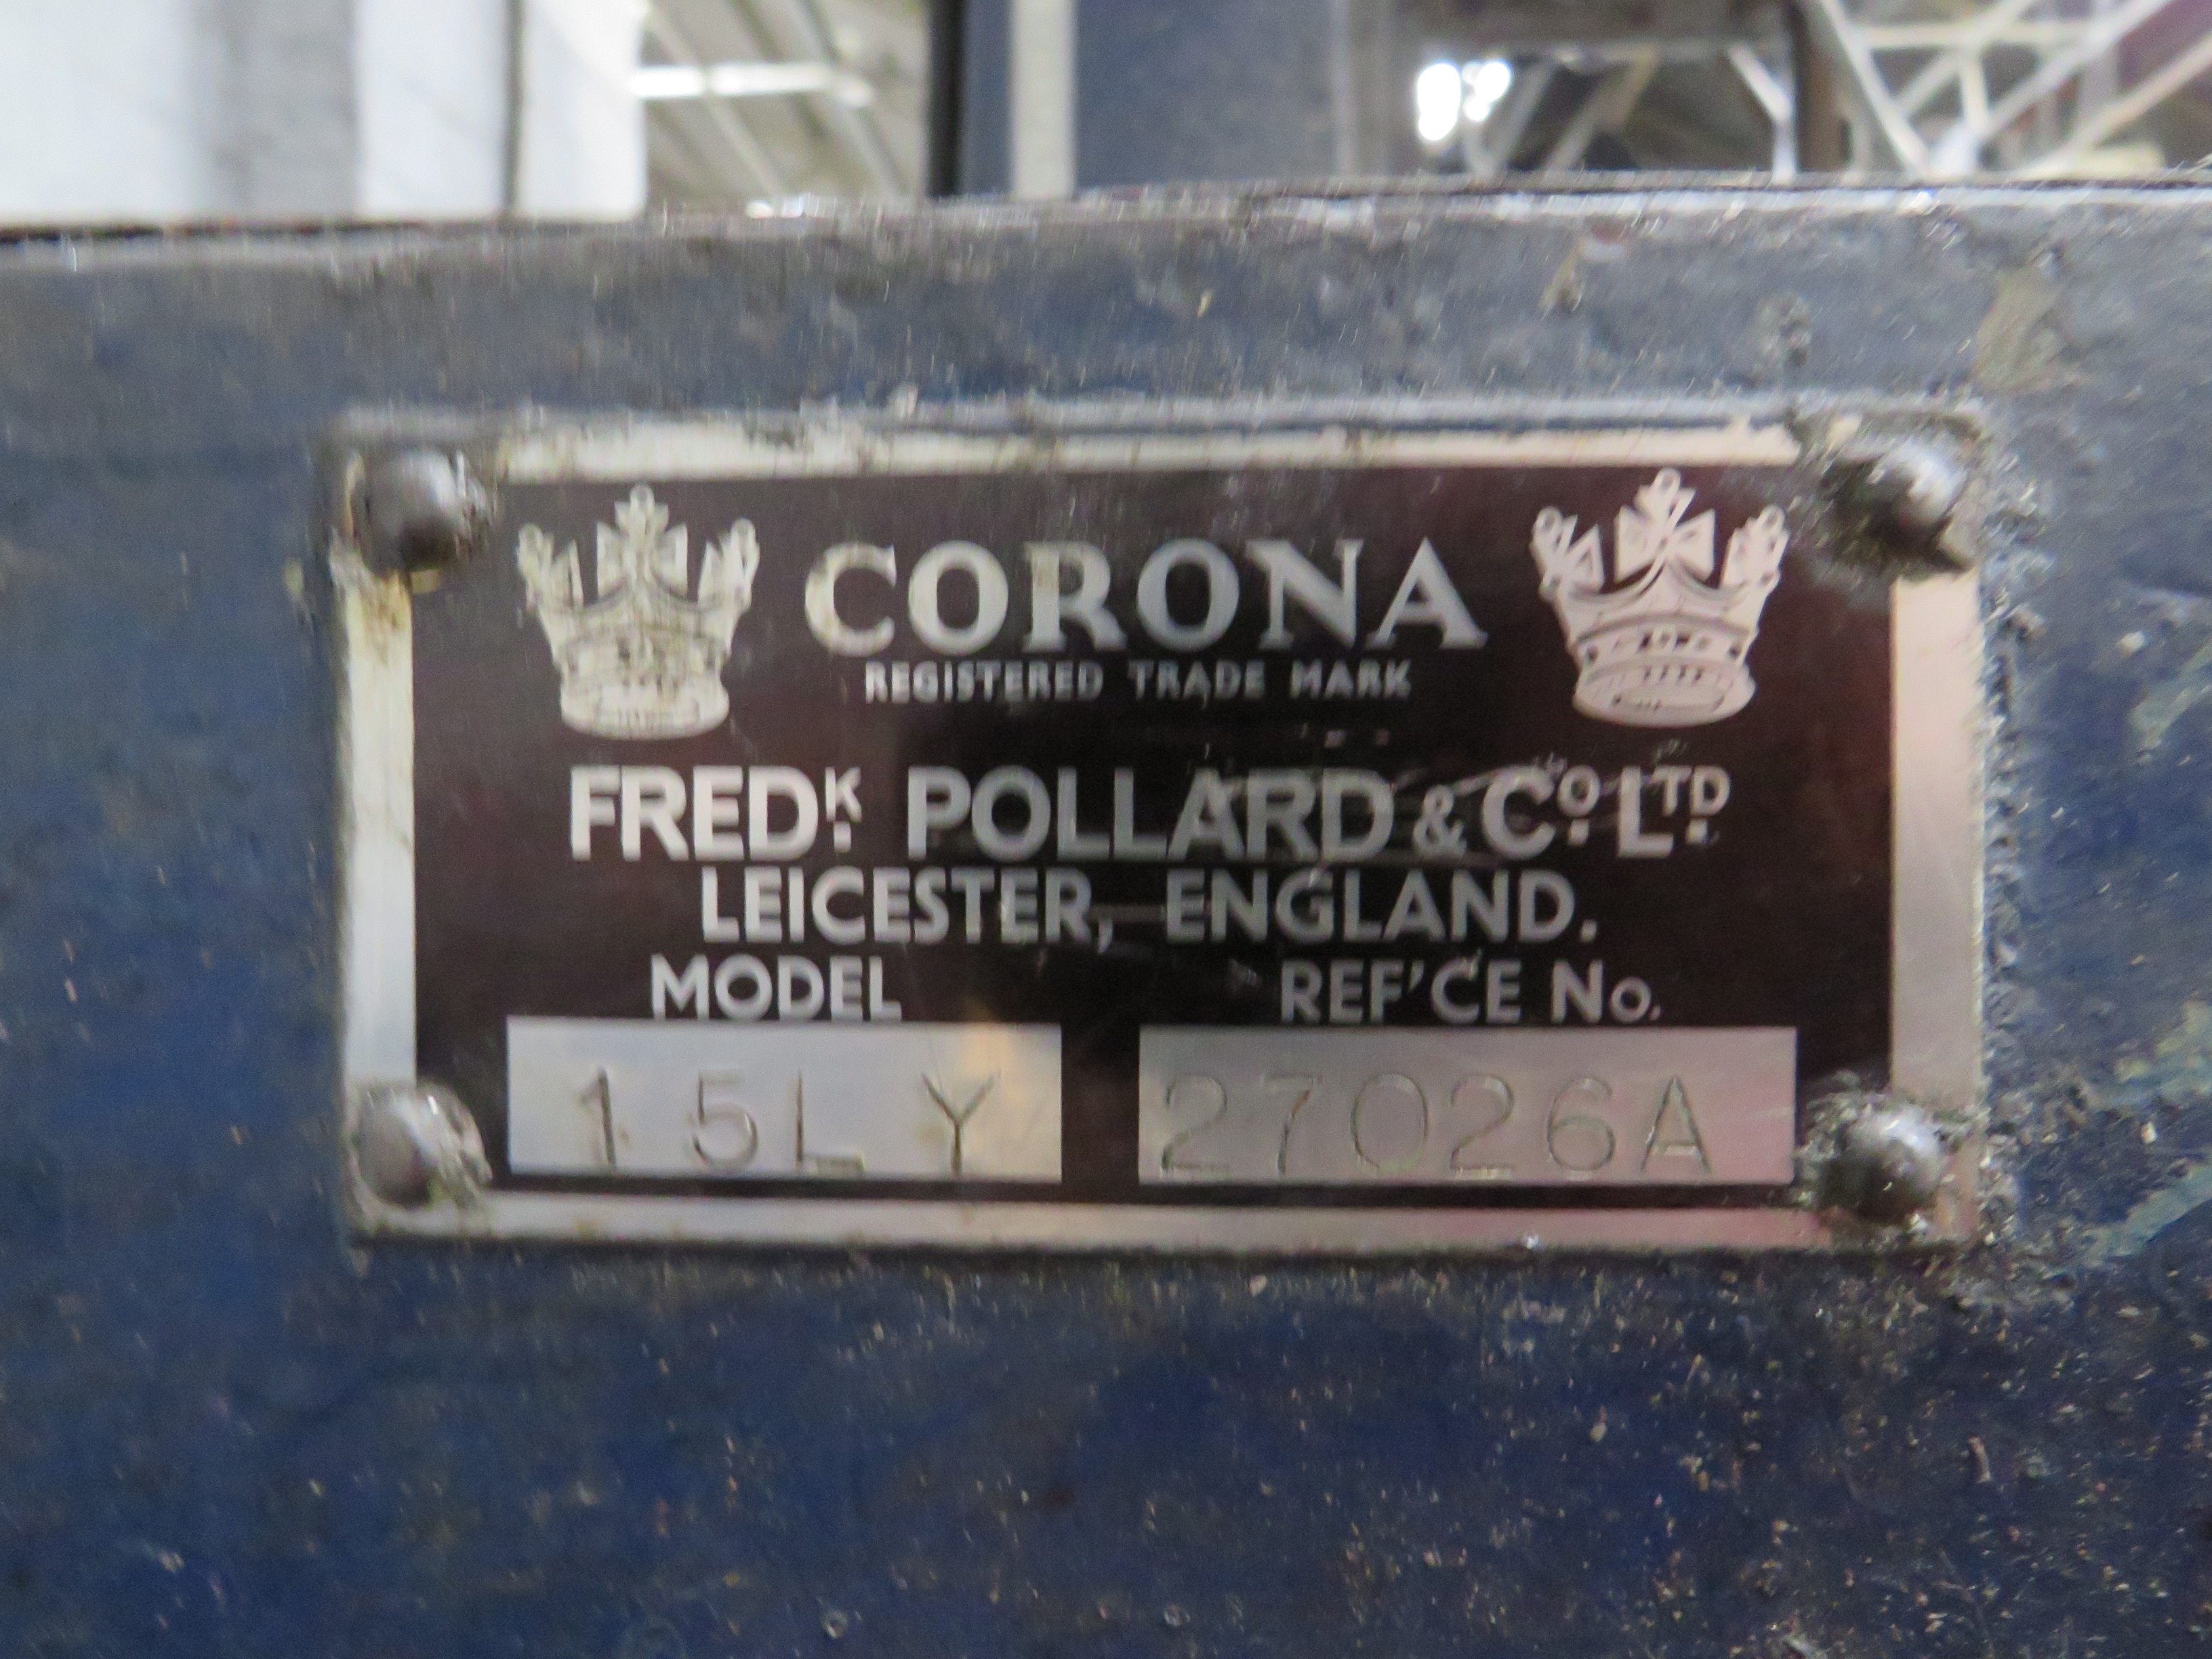 CORONA
REGISTERED TRADE MARK
FREDK. POLLARD & CO. LTD.
LEICESTER, ENGLAND.
MODEL REF'CE No.
15LY 27026A